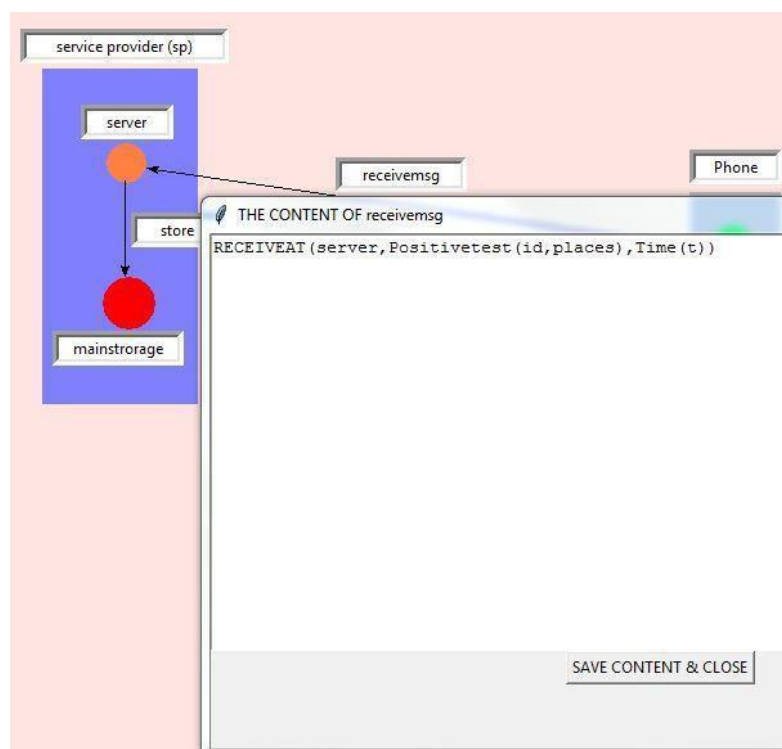 service provider (sp)
server
receivemsg
Phone
THE CONTENT OF receivemsg
store
RECEIVEAT(server,Positivetest(id,places),Time(t))
mainstrorage
SAVE CONTENT & CLOSE